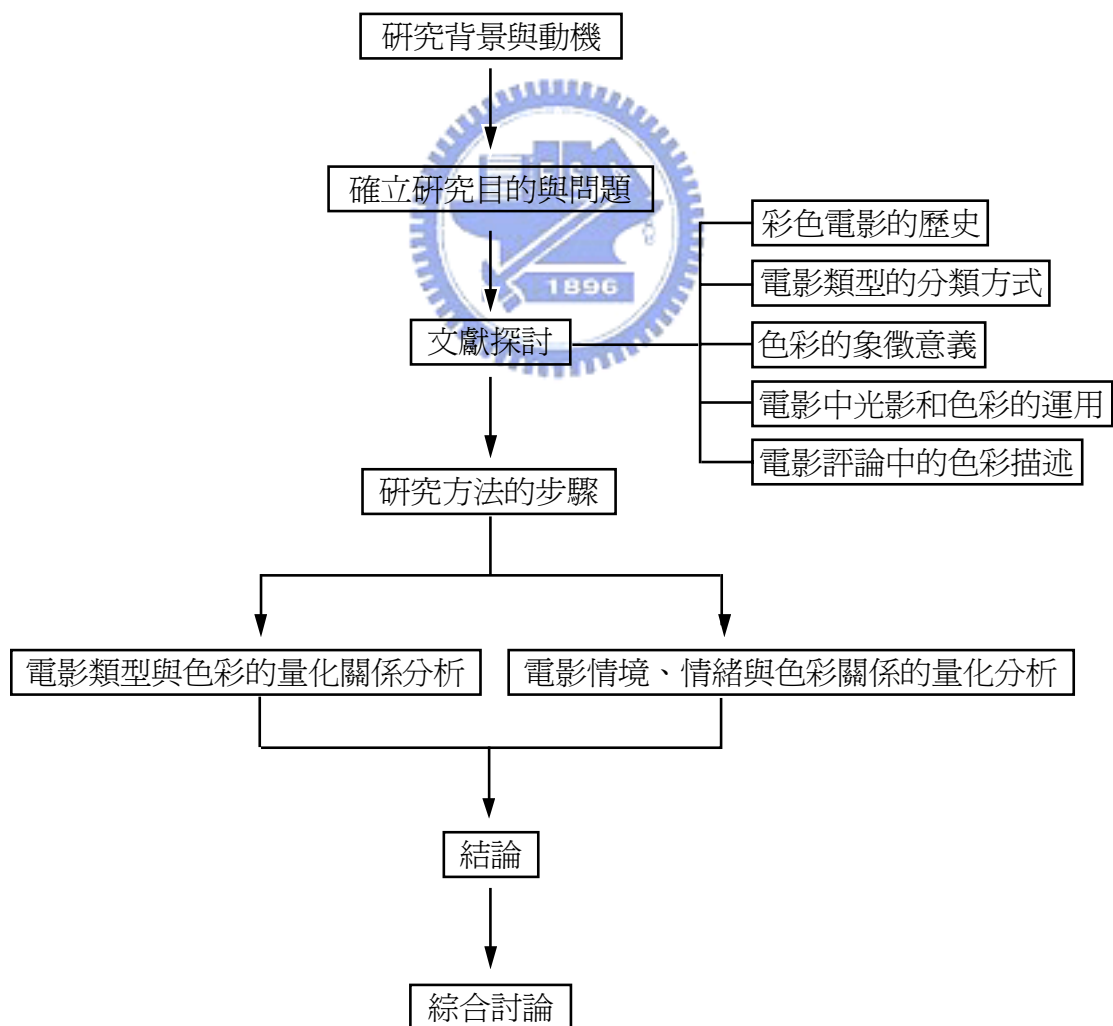 研究背景與動機
確立研究目的與問題
1896
文獻探討
彩色電影的歷史
電影類型的分類方式
色彩的象徵意義
電影中光影和色彩的運用
電影評論中的色彩描述
研究方法的步驟
電影類型與色彩的量化關係分析
電影情境、情緒與色彩關係的量化分析
結論
綜合討論